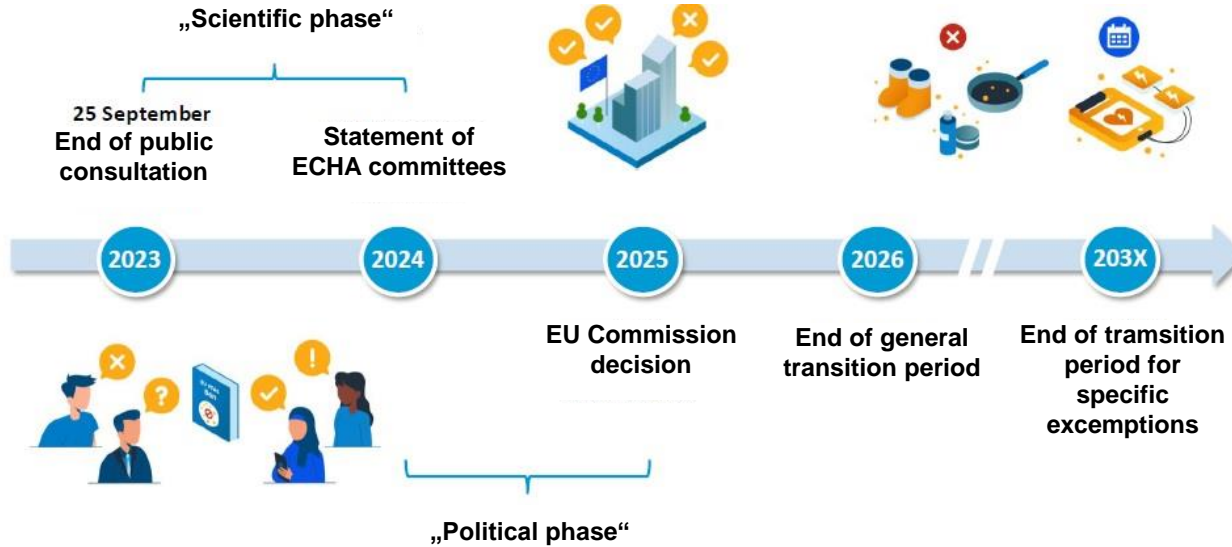 „Scientific phase“
25 September
End of public
consultation
Statement of
ECHA committees
2023
2024
2025
2026
203X
EU Commission
decision
End of general
transition period
End of tramsition
period for
specific
excemptions
„Political phase“